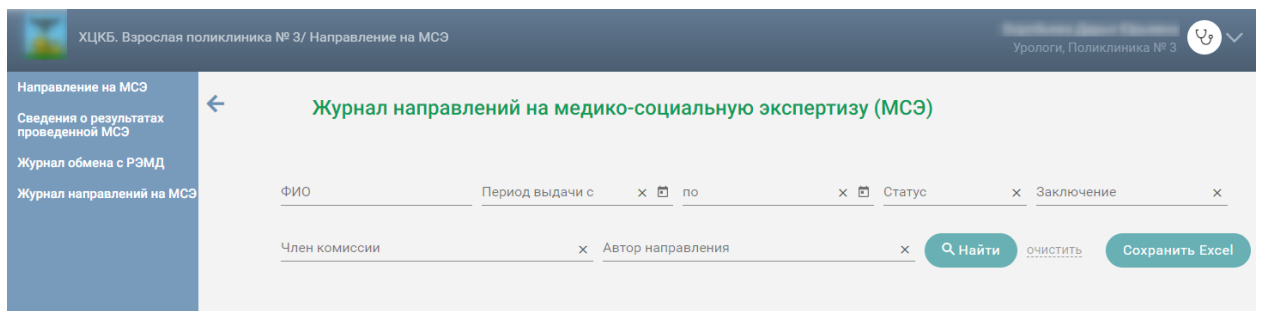 ХЦКБ. Взрослая поликлиника № 3/ Направление на МСЭ
Урологи, Поликлиника № 3
Направление на МСЭ
Сведения о результатах
проведенной МСЭ
Журнал обмена с РЭМД
Журнал направлений на МСЭ
Журнал направлений на медико-социальную экспертизу (МСЭ)
ФИО Период выдачи с по Статус Заключение
Член комиссии Автор направления Найти очистить Сохранить Excel